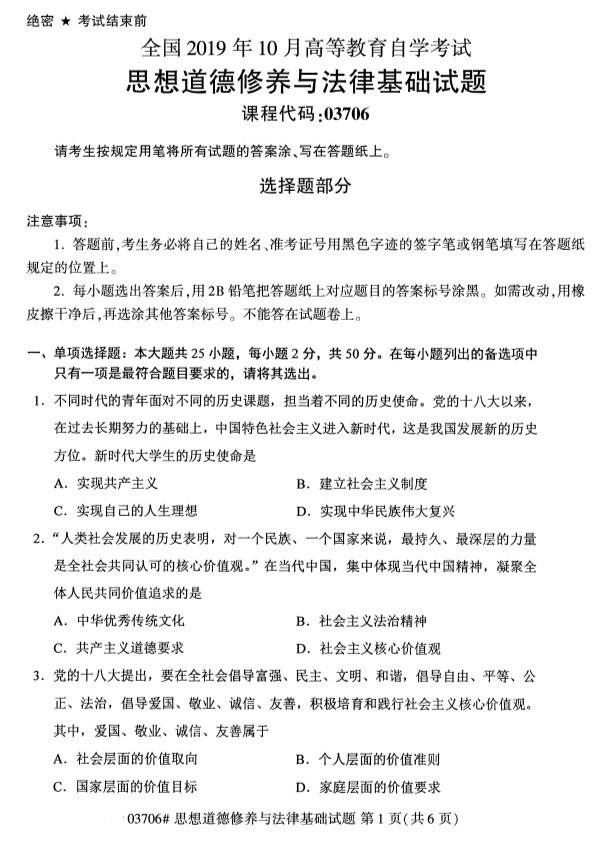 绝密 ★ 考试结束前
全国 2019 年 10 月高等教育自学考试
思想道德修养与法律基础试题
课程代码:03706
请考生按规定用笔将所有试题的答案涂、写在答题纸上。
选择题部分
注意事项:
1. 答题前,考生务必将自己的姓名、准考证号用黑色字迹的签字笔或钢笔填写在答题纸
规定的位置上。
2. 每小题选出答案后,用 2B 铅笔把答题纸上对应题目的答案标号涂黑。如需改动,用橡
皮擦干净后,再选涂其他答案标号。不能答在试题卷上。
一、单项选择题：本大题共 25 小题，每小题 2 分，共 50 分。在每小题列出的备选项中
只有一项是最符合题目要求的，请将其选出。
1. 不同时代的青年面对不同的历史课题，担当着不同的历史使命。党的十八大以来，
在过去长期努力的基础上，中国特色社会主义进入新时代，这是我国发展新的历史
方位。新时代大学生的历史使命是
A. 实现共产主义 B. 建立社会主义制度
C. 实现自己的人生理想 D. 实现中华民族伟大复兴
2. “人类社会发展的历史表明，对一个民族、一个国家来说，最持久、最深层的力量
是全社会共同认可的核心价值观。”在当代中国，集中体现当代中国精神，凝聚全
体人民共同价值追求的是
A. 中华优秀传统文化 B. 社会主义法治精神
C. 共产主义道德要求 D. 社会主义核心价值观
3. 党的十八大提出，要在全社会倡导富强、民主、文明、和谐，倡导自由、平等、公
正、法治，倡导爱国、敬业、诚信、友善，积极培育和践行社会主义核心价值观。
其中，爱国、敬业、诚信、友善属于
A. 社会层面的价值取向 B. 个人层面的价值准则
C. 国家层面的价值目标 D. 家庭层面的价值要求
03706# 思想道德修养与法律基础试题 第 1 页(共 6 页)